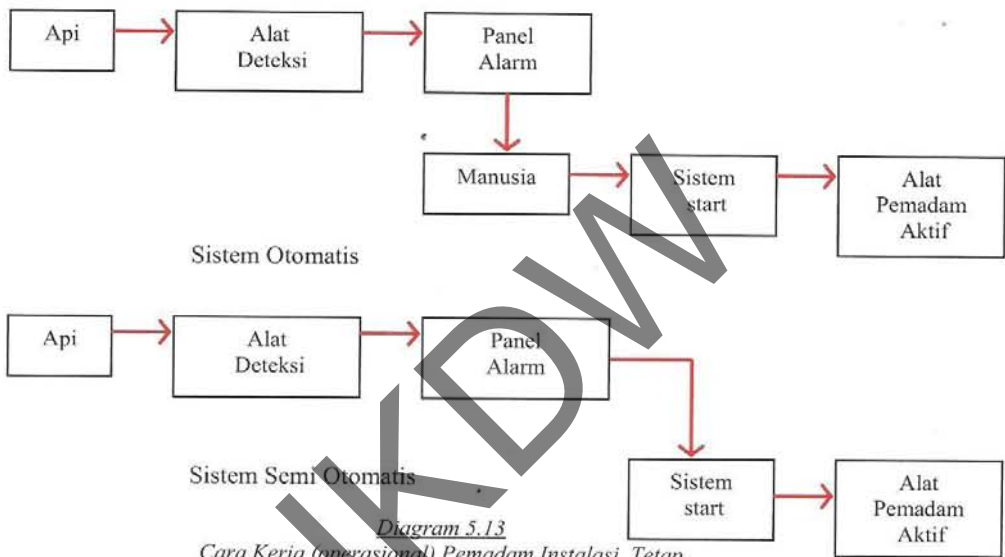 Api
Alat
Deteksi
Panel
Alarm
Manusia
Sistem
start
Alat
Pemadam
Aktif
Sistem Otomatis
Api
Alat
Deteksi
Panel
Alarm
Sistem Semi Otomatis
Sistem
start
Alat
Pemadam
Aktif
Diagram 5.13
Cara Kerja (operasional) Pemadam Instalasi Tetap
UKDW